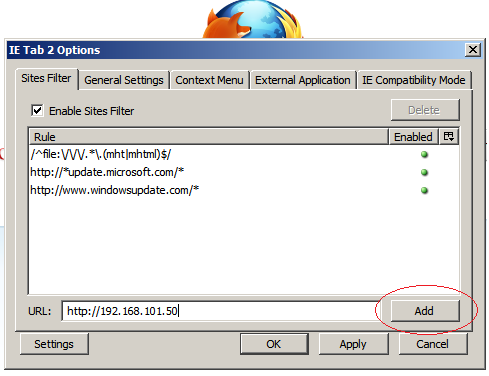 IE Tab 2 Options
Sites Filter General Settings Context Menu External Application IE Compatibility Mode
Enable Sites Filter Delete
Rule Enabled
/^file:\/\/\/.*\.(mht|mhtml)$/
http://*update.microsoft.com/*
http://www.windowsupdate.com/*
URL: http://192.168.101.50 Add
Settings OK Apply Cancel